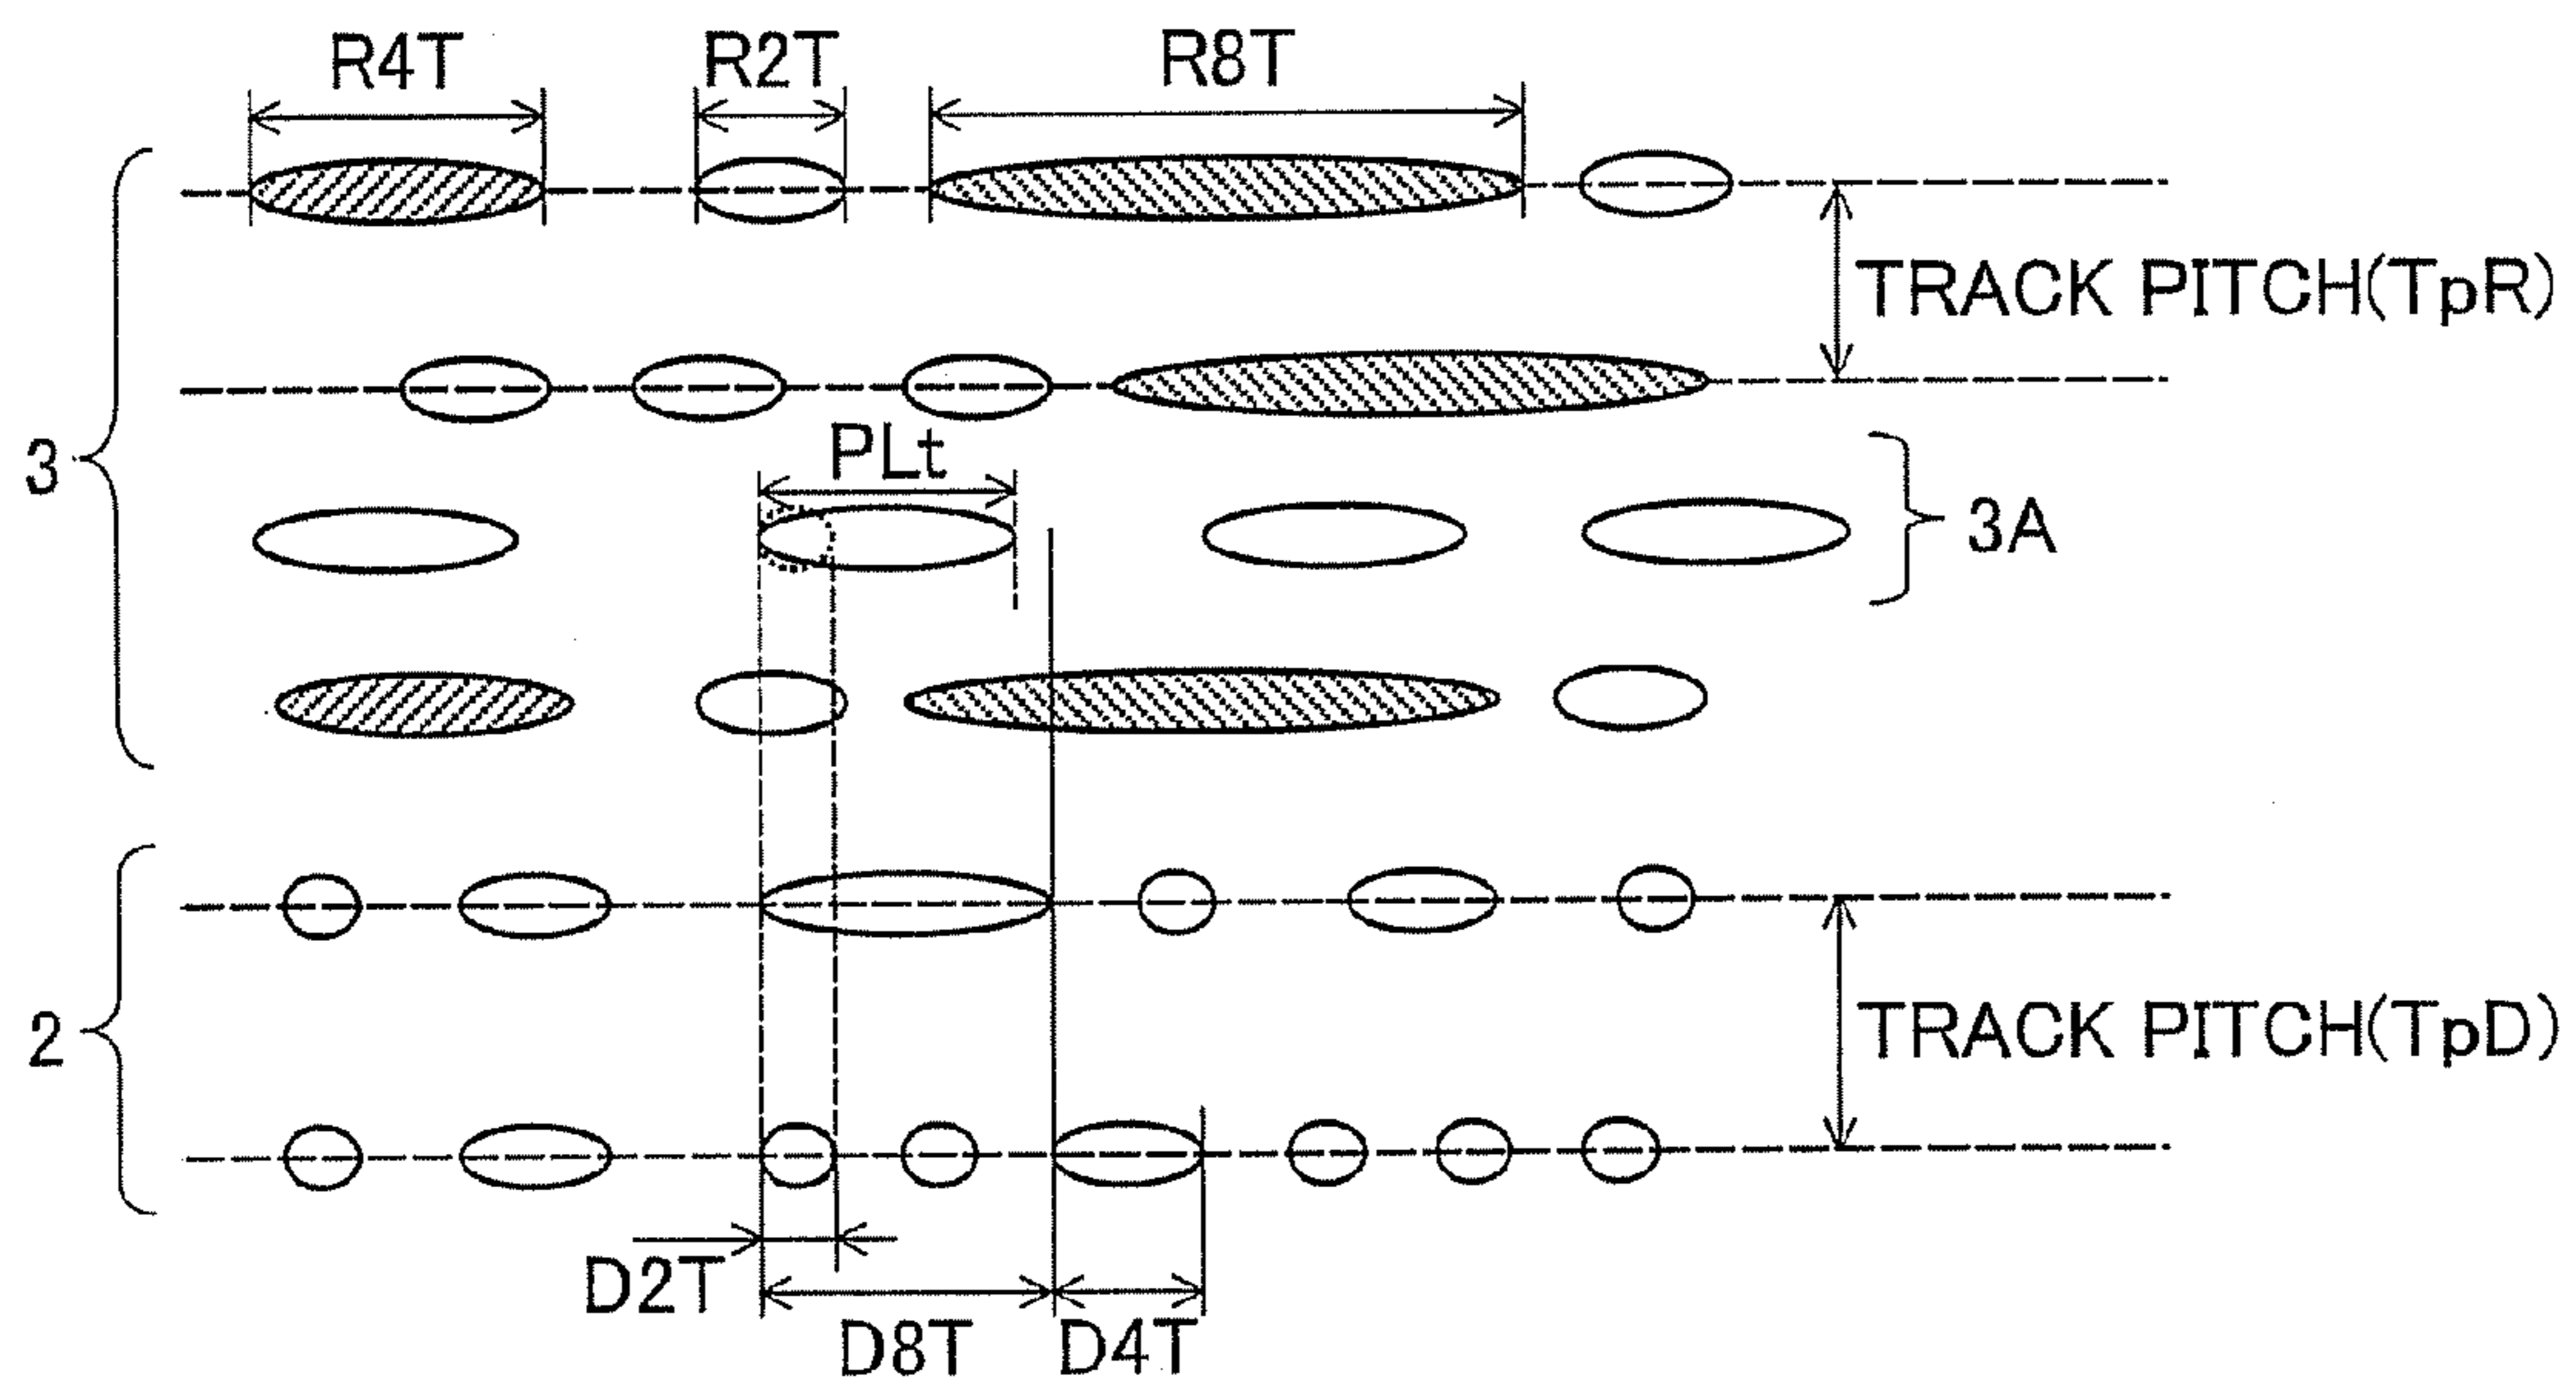 R4T
R2T
R8T
TRACK PITCH(TpR)
3
PLt
3A
2
TRACK PITCH(TpD)
D2T
D8T
D4T